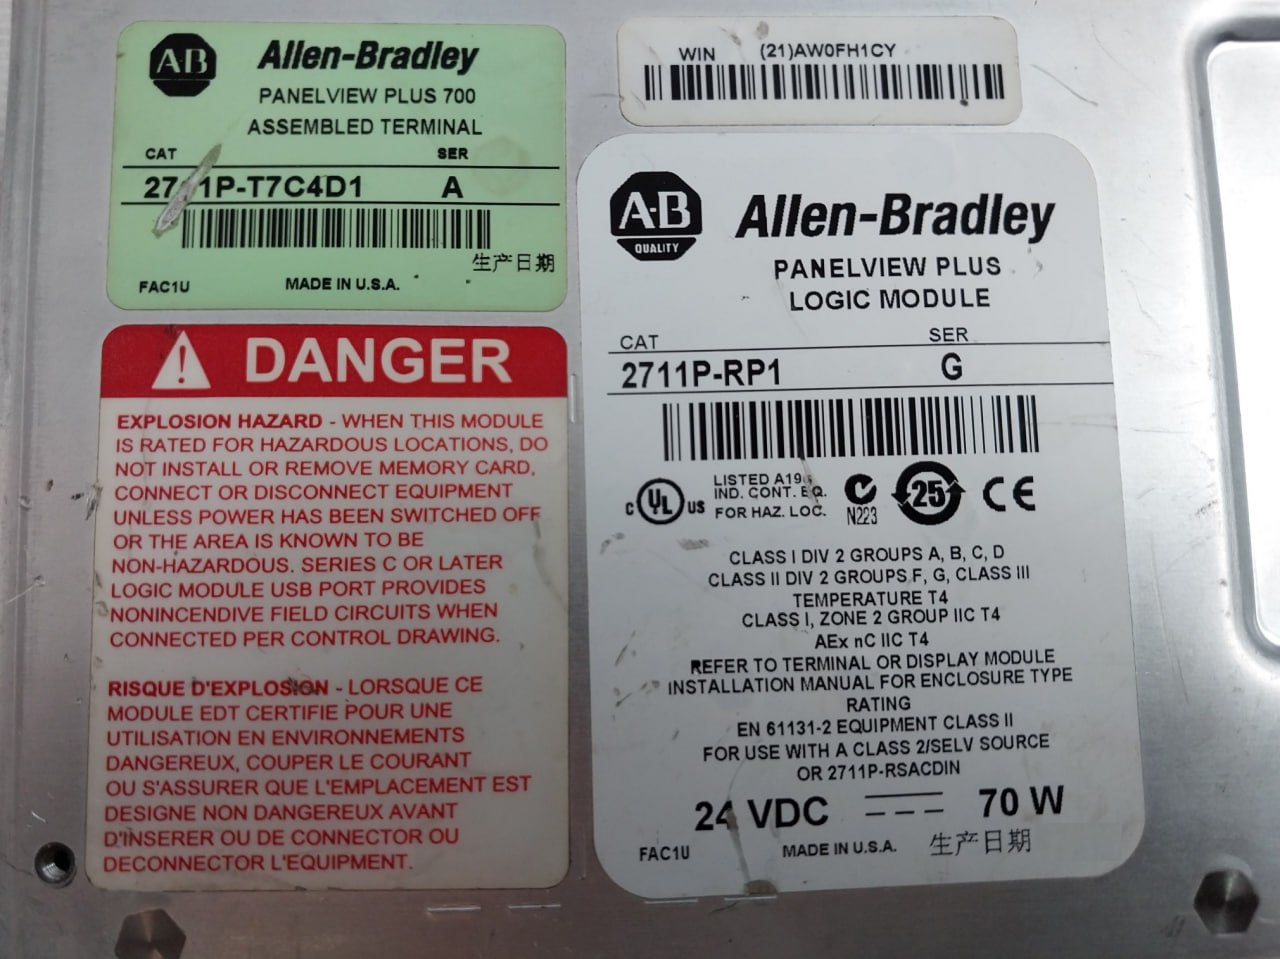 AB
Allen-Bradley
PANELVIEW PLUS 700
ASSEMBLED TERMINAL
CAT SER
2711P-T7C4D1 A
生产日期
FAC1U MADE IN U.S.A.
WIN (21)AW0FH1CY
DANGER
EXPLOSION HAZARD - WHEN THIS MODULE
IS RATED FOR HAZARDOUS LOCATIONS, DO
NOT INSTALL OR REMOVE MEMORY CARD,
CONNECT OR DISCONNECT EQUIPMENT
UNLESS POWER HAS BEEN SWITCHED OFF
OR THE AREA IS KNOWN TO BE
NON-HAZARDOUS. SERIES C OR LATER
LOGIC MODULE USB PORT PROVIDES
NONINCENDIVE FIELD CIRCUITS WHEN
CONNECTED PER CONTROL DRAWING.
RISQUE D'EXPLOSION - LORSQUE CE
MODULE EDT CERTIFIE POUR UNE
UTILISATION EN ENVIRONNEMENTS
DANGEREUX, COUPER LE COURANT
OU S'ASSURER QUE L'EMPLACEMENT EST
DESIGNE NON DANGEREUX AVANT
D'INSERER OU DE CONNECTOR OU
DECONNECTOR L'EQUIPMENT.
A-B
QUALITY
Allen-Bradley
PANELVIEW PLUS
LOGIC MODULE
CAT SER
2711P-RP1 G
C UL US
LISTED A196
IND. CONT. EQ.
FOR HAZ. LOC.
N223
25
CE
CLASS I DIV 2 GROUPS A, B, C, D
CLASS II DIV 2 GROUPS F, G, CLASS III
TEMPERATURE T4
CLASS I, ZONE 2 GROUP IIC T4
AEx nC IIC T4
REFER TO TERMINAL OR DISPLAY MODULE
INSTALLATION MANUAL FOR ENCLOSURE TYPE
RATING
EN 61131-2 EQUIPMENT CLASS II
FOR USE WITH A CLASS 2/SELV SOURCE
OR 2711P-RSACDIN
24 VDC 70 W
FAC1U MADE IN U.S.A. 生产日期